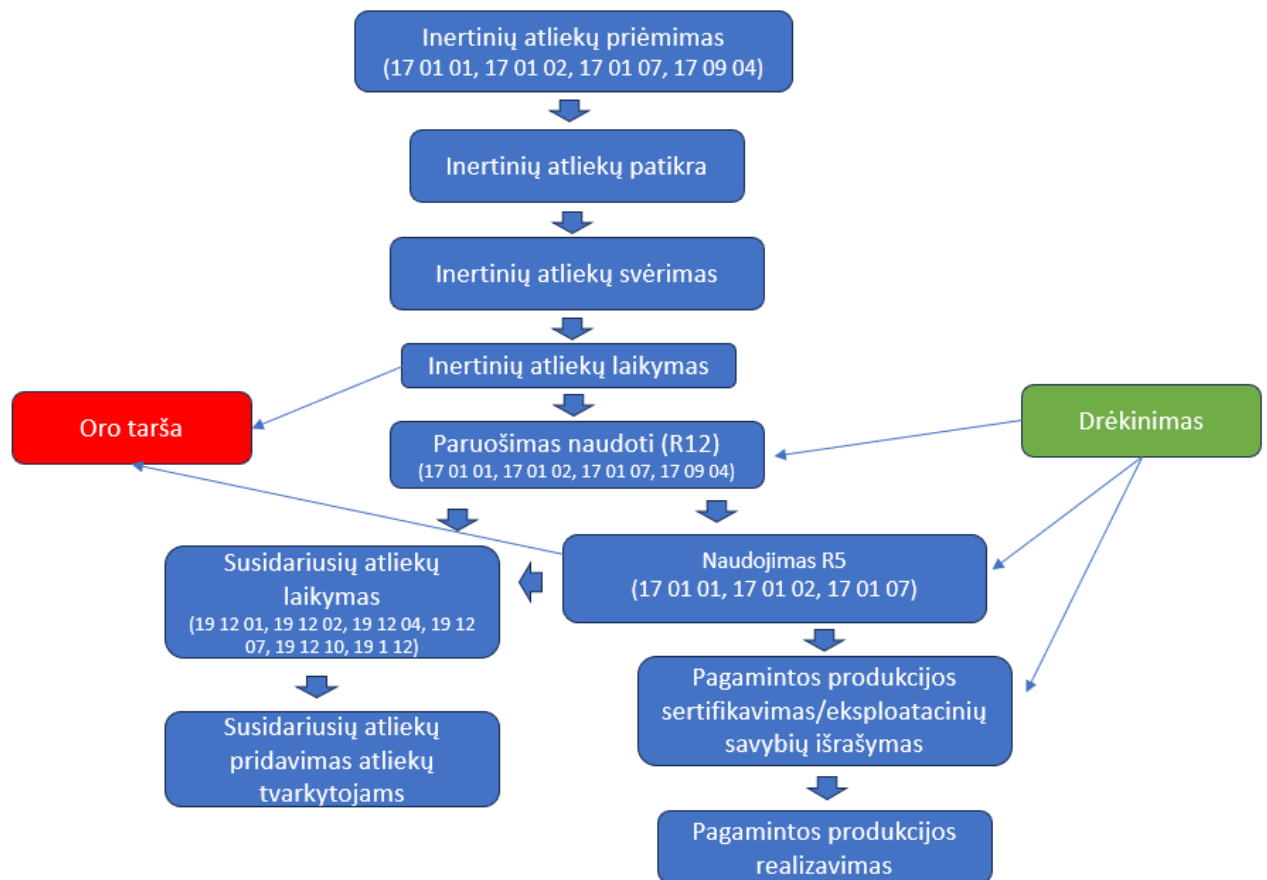 Inertinių atliekų priėmimas
(17 01 01, 17 01 02, 17 01 07, 17 09 04)
Inertinių atliekų patikra
Inertinių atliekų svėrimas
Inertinių atliekų laikymas
Oro tarša
Drėkinimas
Paruošimas naudoti (R12)
(17 01 01, 17 01 02, 17 01 07, 17 09 04)
Susidariusių atliekų
laikymas
(19 12 01, 19 12 02, 19 12 04, 19 12
07, 19 12 10, 19 1 12)
Naudojimas R5
(17 01 01, 17 01 02, 17 01 07)
Susidariusių atliekų
pridavimas atliekų
tvarkytojams
Pagamintos produkcijos
sertifikavimas/eksploatacinių
savybių išrašymas
Pagamintos produkcijos
realizavimas